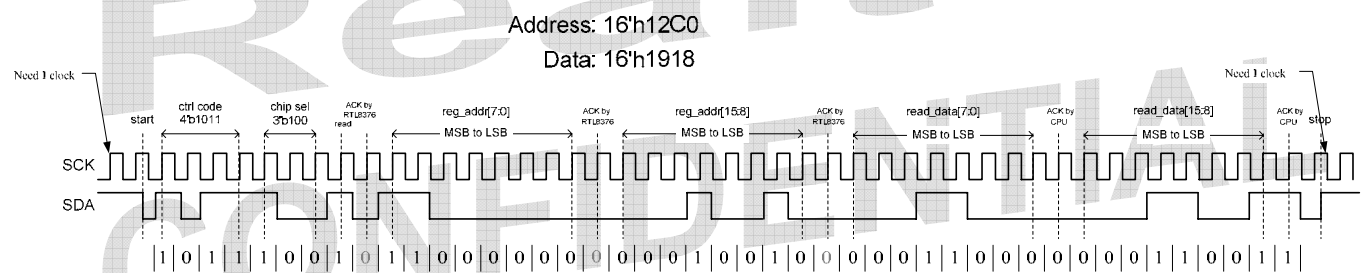 Address: 16'h12C0
Data: 16'h1918
Need 1 clock
Need 1 clock
start
ctrl code
4'b1011
chip sel
3'b100
ACK by
RTL8376
read
reg_addr[7:0]
MSB to LSB
ACK by
RTL8376
reg_addr[15:8]
MSB to LSB
ACK by
RTL8376
read_data[7:0]
MSB to LSB
ACK by
CPU
read_data[15:8]
MSB to LSB
ACK by
CPU
stop
SCK
SDA
1 0 1 1 1 0 0 1 0 1 1 0 0 0 0 0 0 0 0 0 0 1 0 0 1 0 0 0 0 0 1 1 0 0 0 0 0 0 0 1 1 0 0 1 1
CONFIDENTIAL